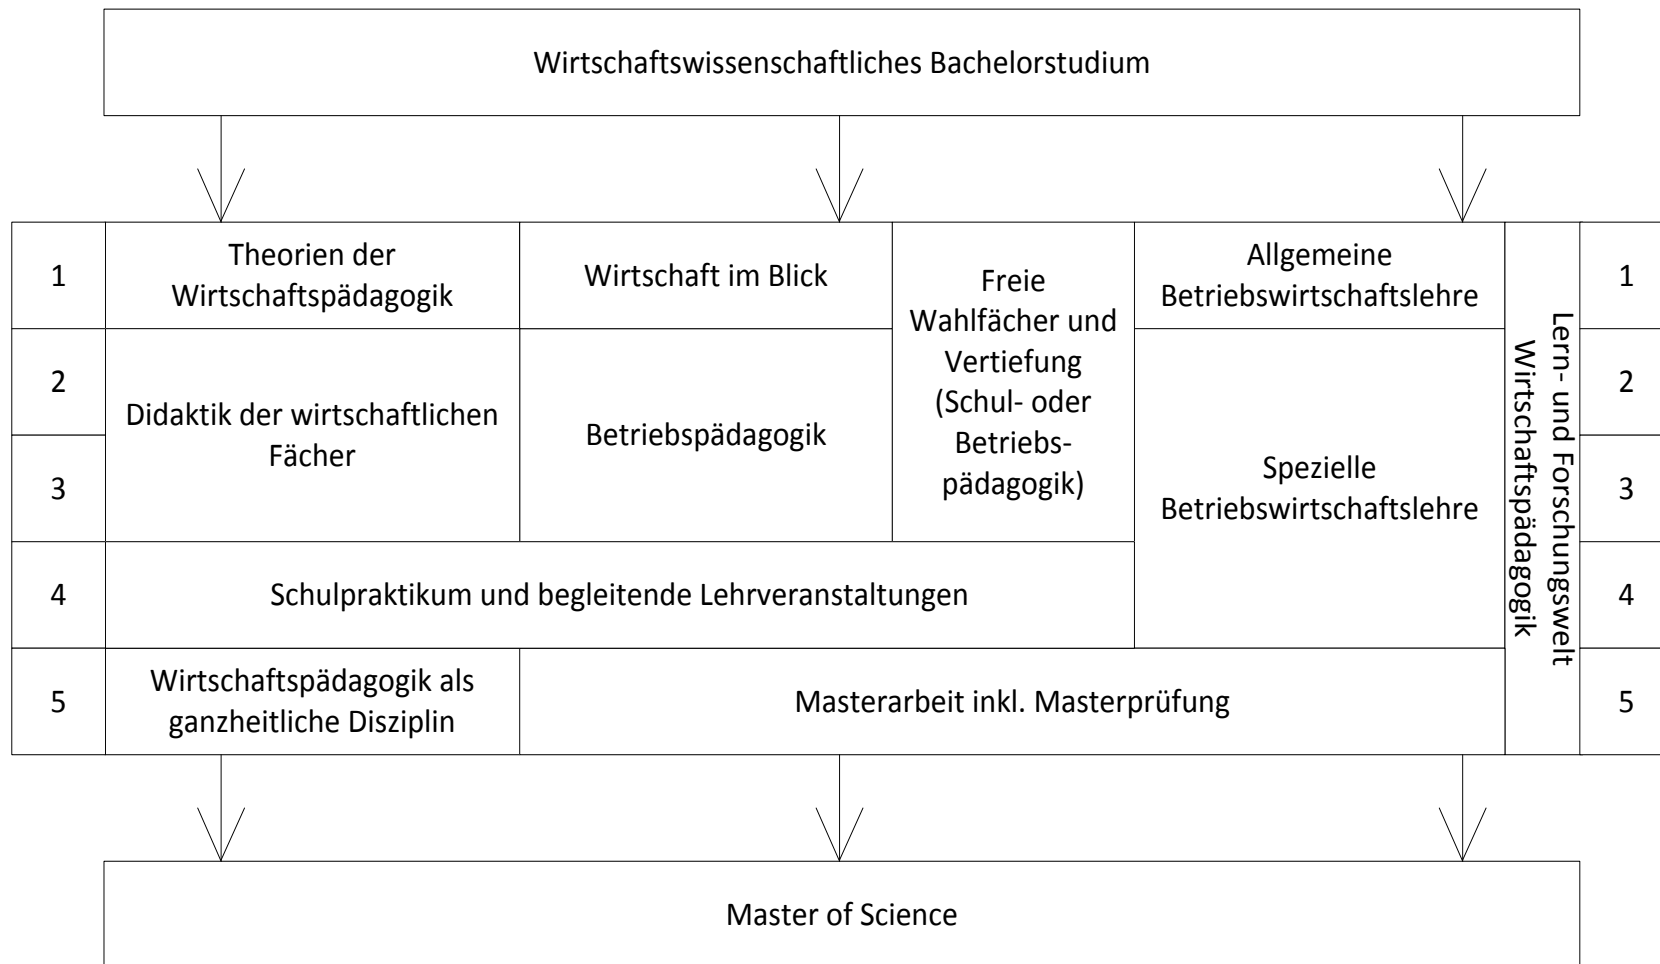 Wirtschaftswissenschaftliches Bachelorstudium
1
Theorien der
Wirtschaftspädagogik
Wirtschaft im Blick
Freie
Wahlfächer und
Vertiefung
(Schul- oder
Betriebs-
pädagogik)
Allgemeine
Betriebswirtschaftslehre
Lern- und Forschungswelt
Wirtschaftspädagogik
1
2
Didaktik der wirtschaftlichen
Fächer
Betriebspädagogik
Spezielle
Betriebswirtschaftslehre
2
3
3
4
Schulpraktikum und begleitende Lehrveranstaltungen
4
5
Wirtschaftspädagogik als
ganzheitliche Disziplin
Masterarbeit inkl. Masterprüfung
5
Master of Science